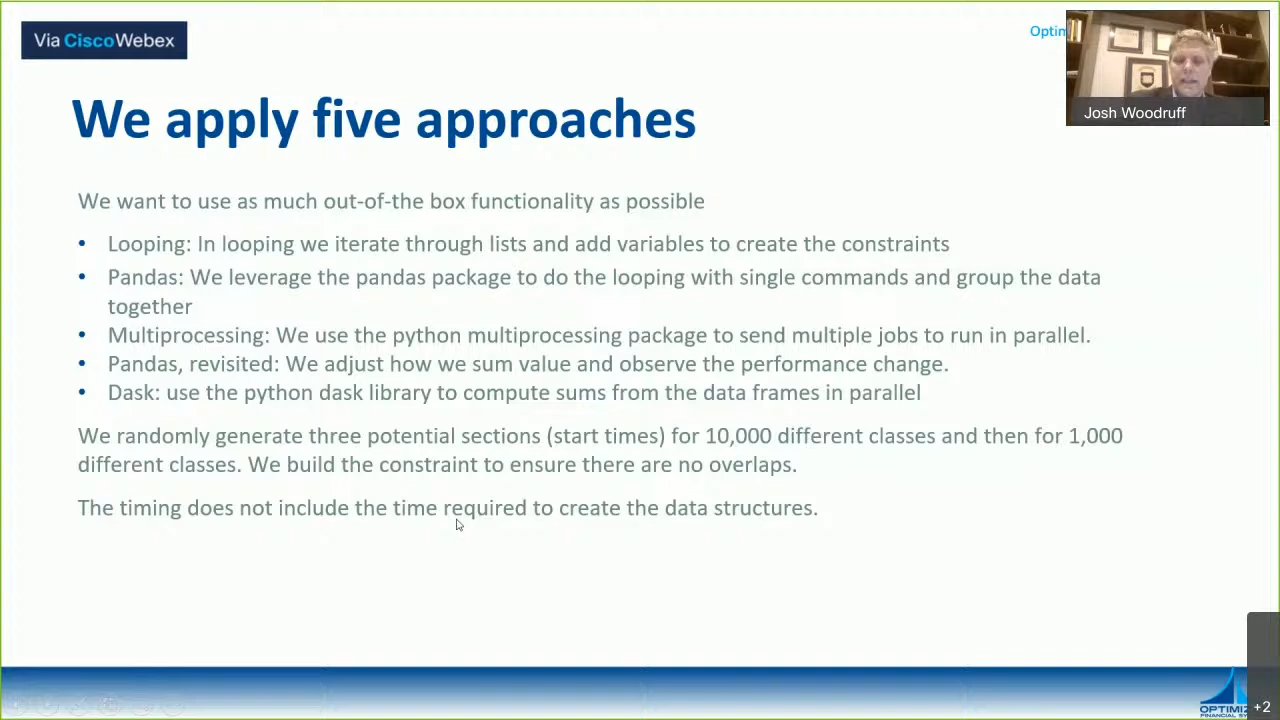 Via CiscoWebex
Optim
Josh Woodruff
We apply five approaches
We want to use as much out-of-the box functionality as possible
• Looping: In looping we iterate through lists and add variables to create the constraints
• Pandas: We leverage the pandas package to do the looping with single commands and group the data
together
• Multiprocessing: We use the python multiprocessing package to send multiple jobs to run in parallel.
• Pandas, revisited: We adjust how we sum value and observe the performance change.
• Dask: use the python dask library to compute sums from the data frames in parallel
We randomly generate three potential sections (start times) for 10,000 different classes and then for 1,000
different classes. We build the constraint to ensure there are no overlaps.
The timing does not include the time required to create the data structures.
OPTIMIZ
FINANCIAL SY
+2